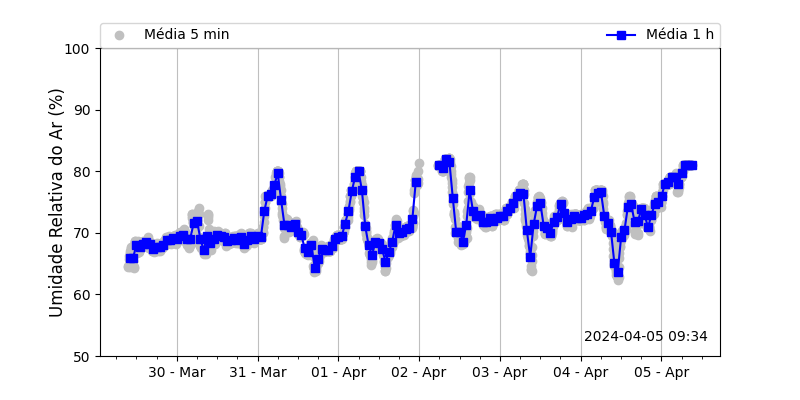 Média 5 min
Média 1 h
Umidade Relativa do Ar (%)
100
90
80
70
60
50
2024-04-05 09:34
30 - Mar
31 - Mar
01 - Apr
02 - Apr
03 - Apr
04 - Apr
05 - Apr